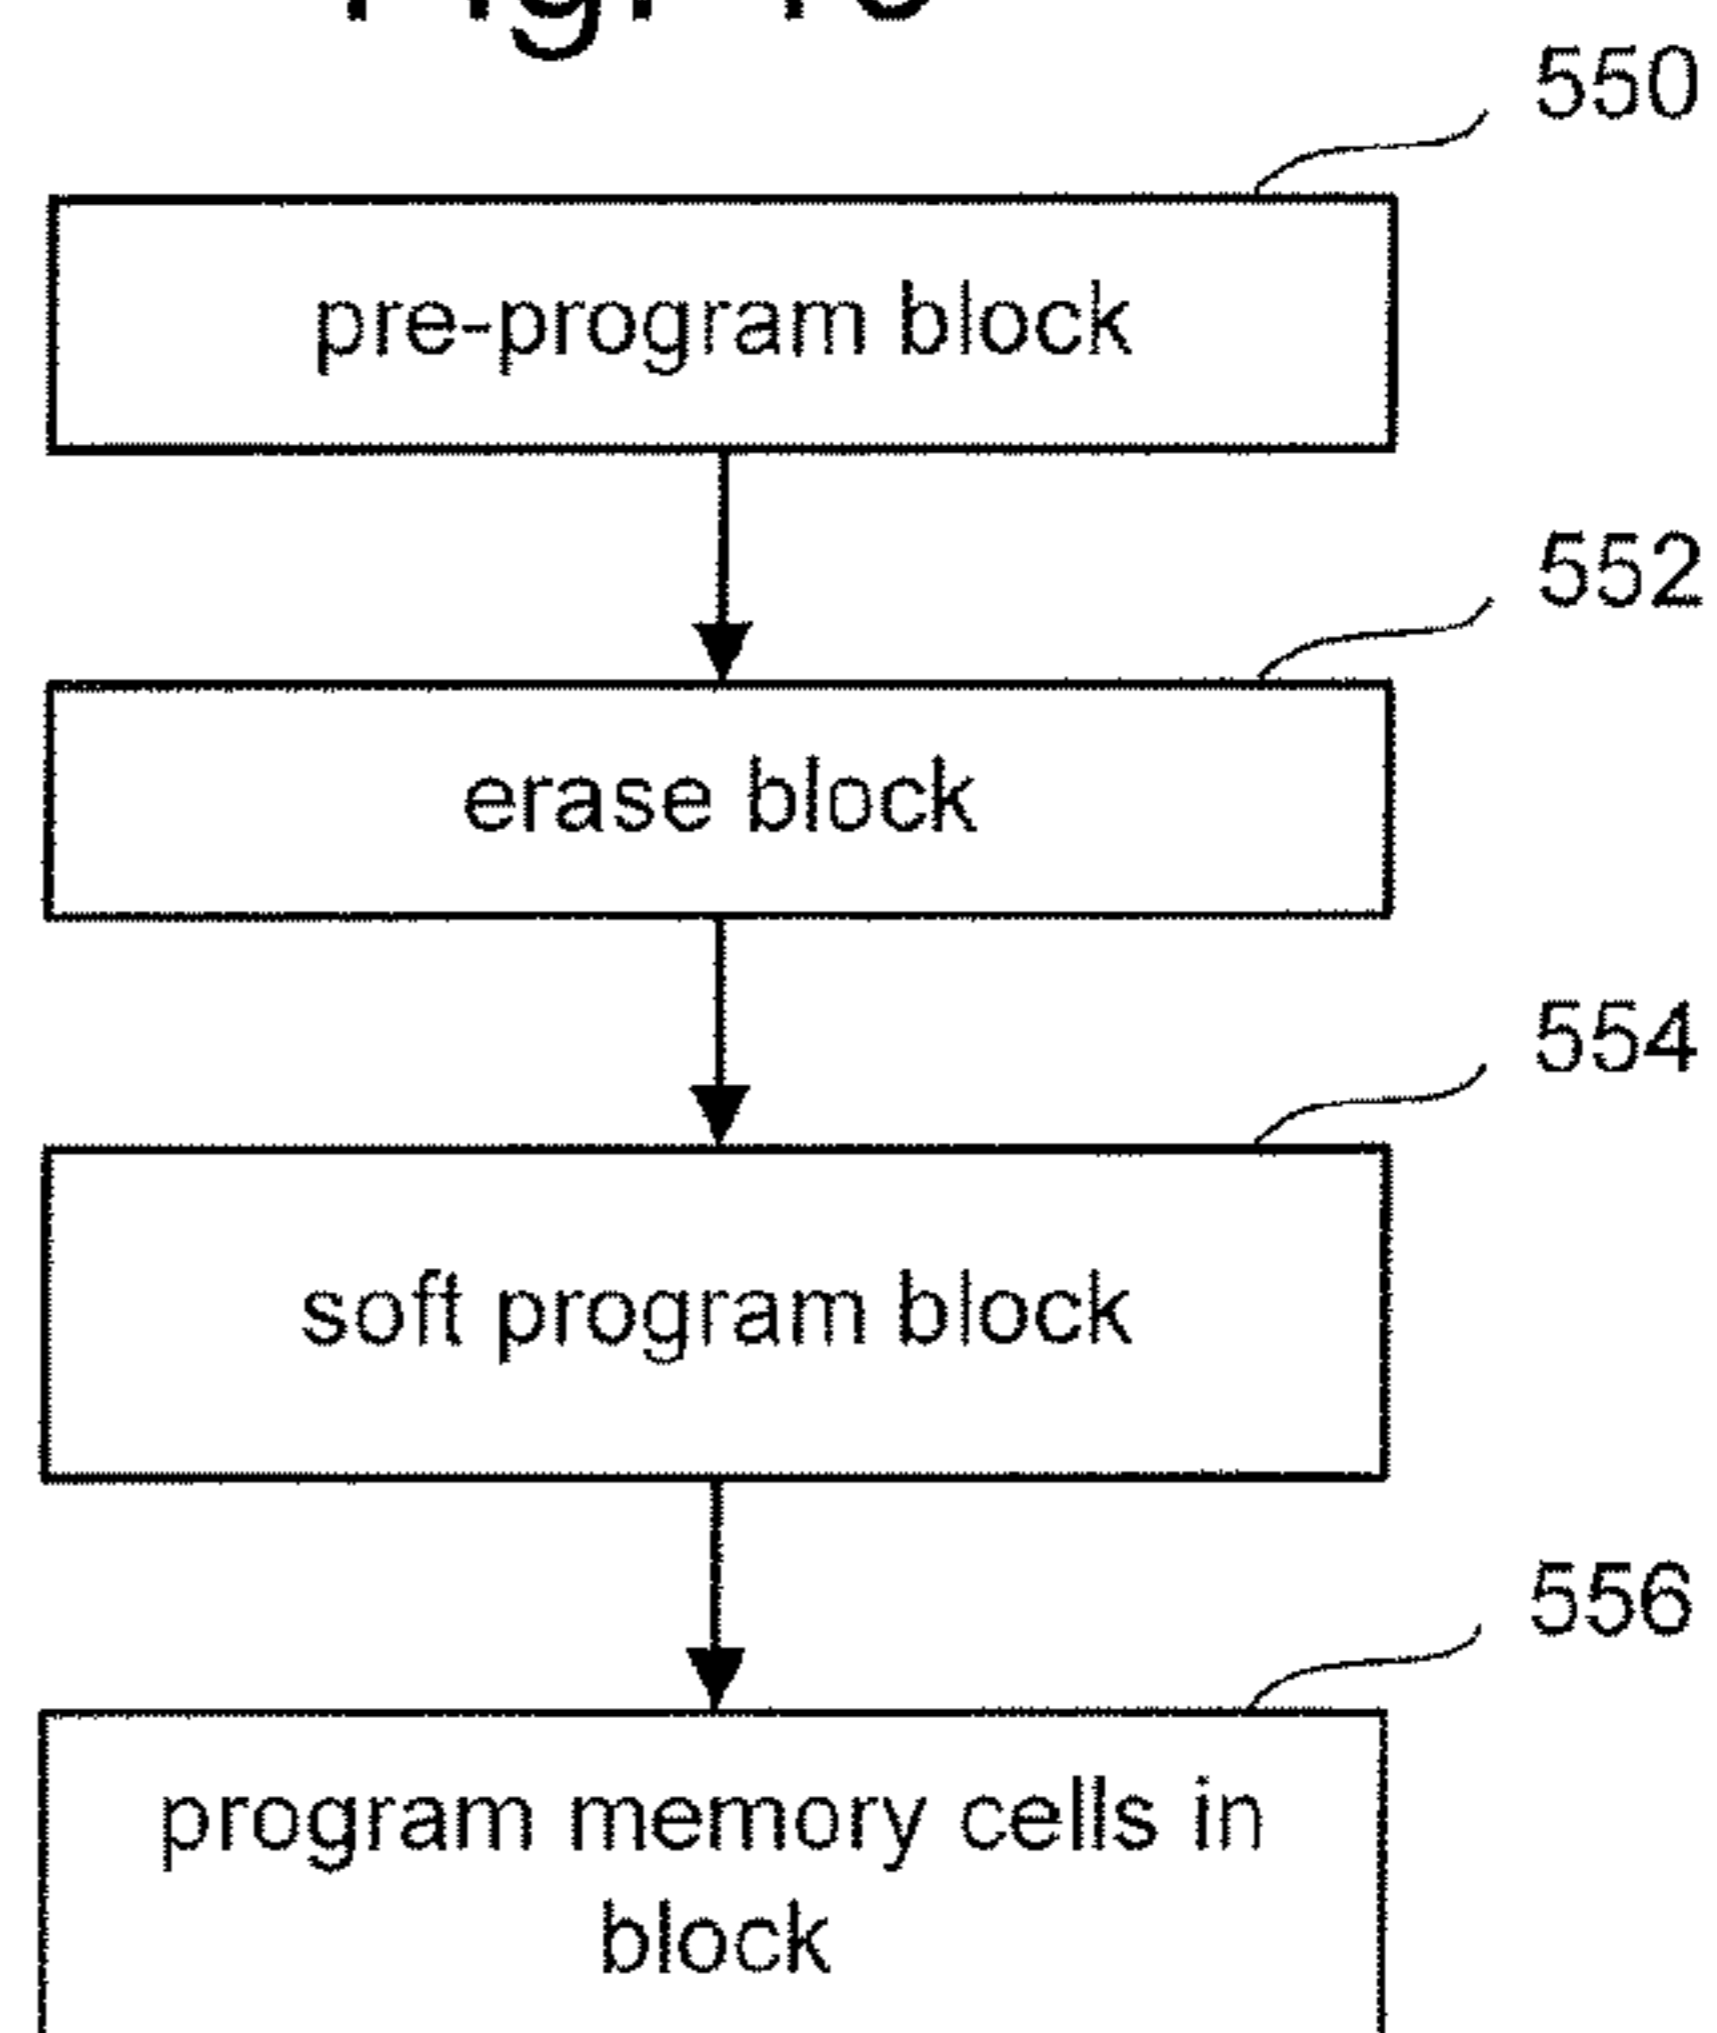 550
pre-program block
552
erase block
554
soft program block
556
program memory cells in
block